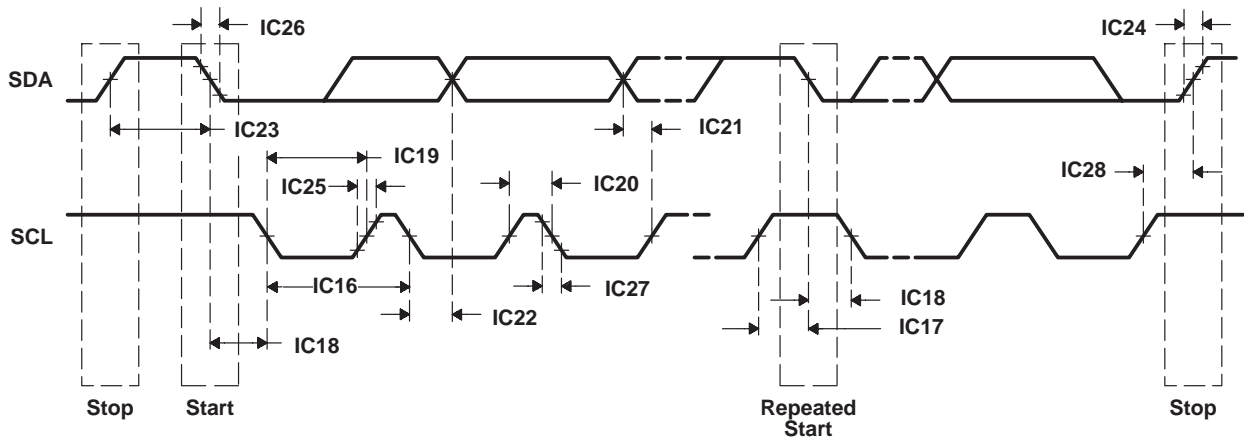 IC26
IC24
SDA
IC23
IC21
IC19
IC25
IC20
IC28
SCL
IC16
IC27
IC22
IC18
IC18
IC17
Stop
Start
Repeated
Start
Stop